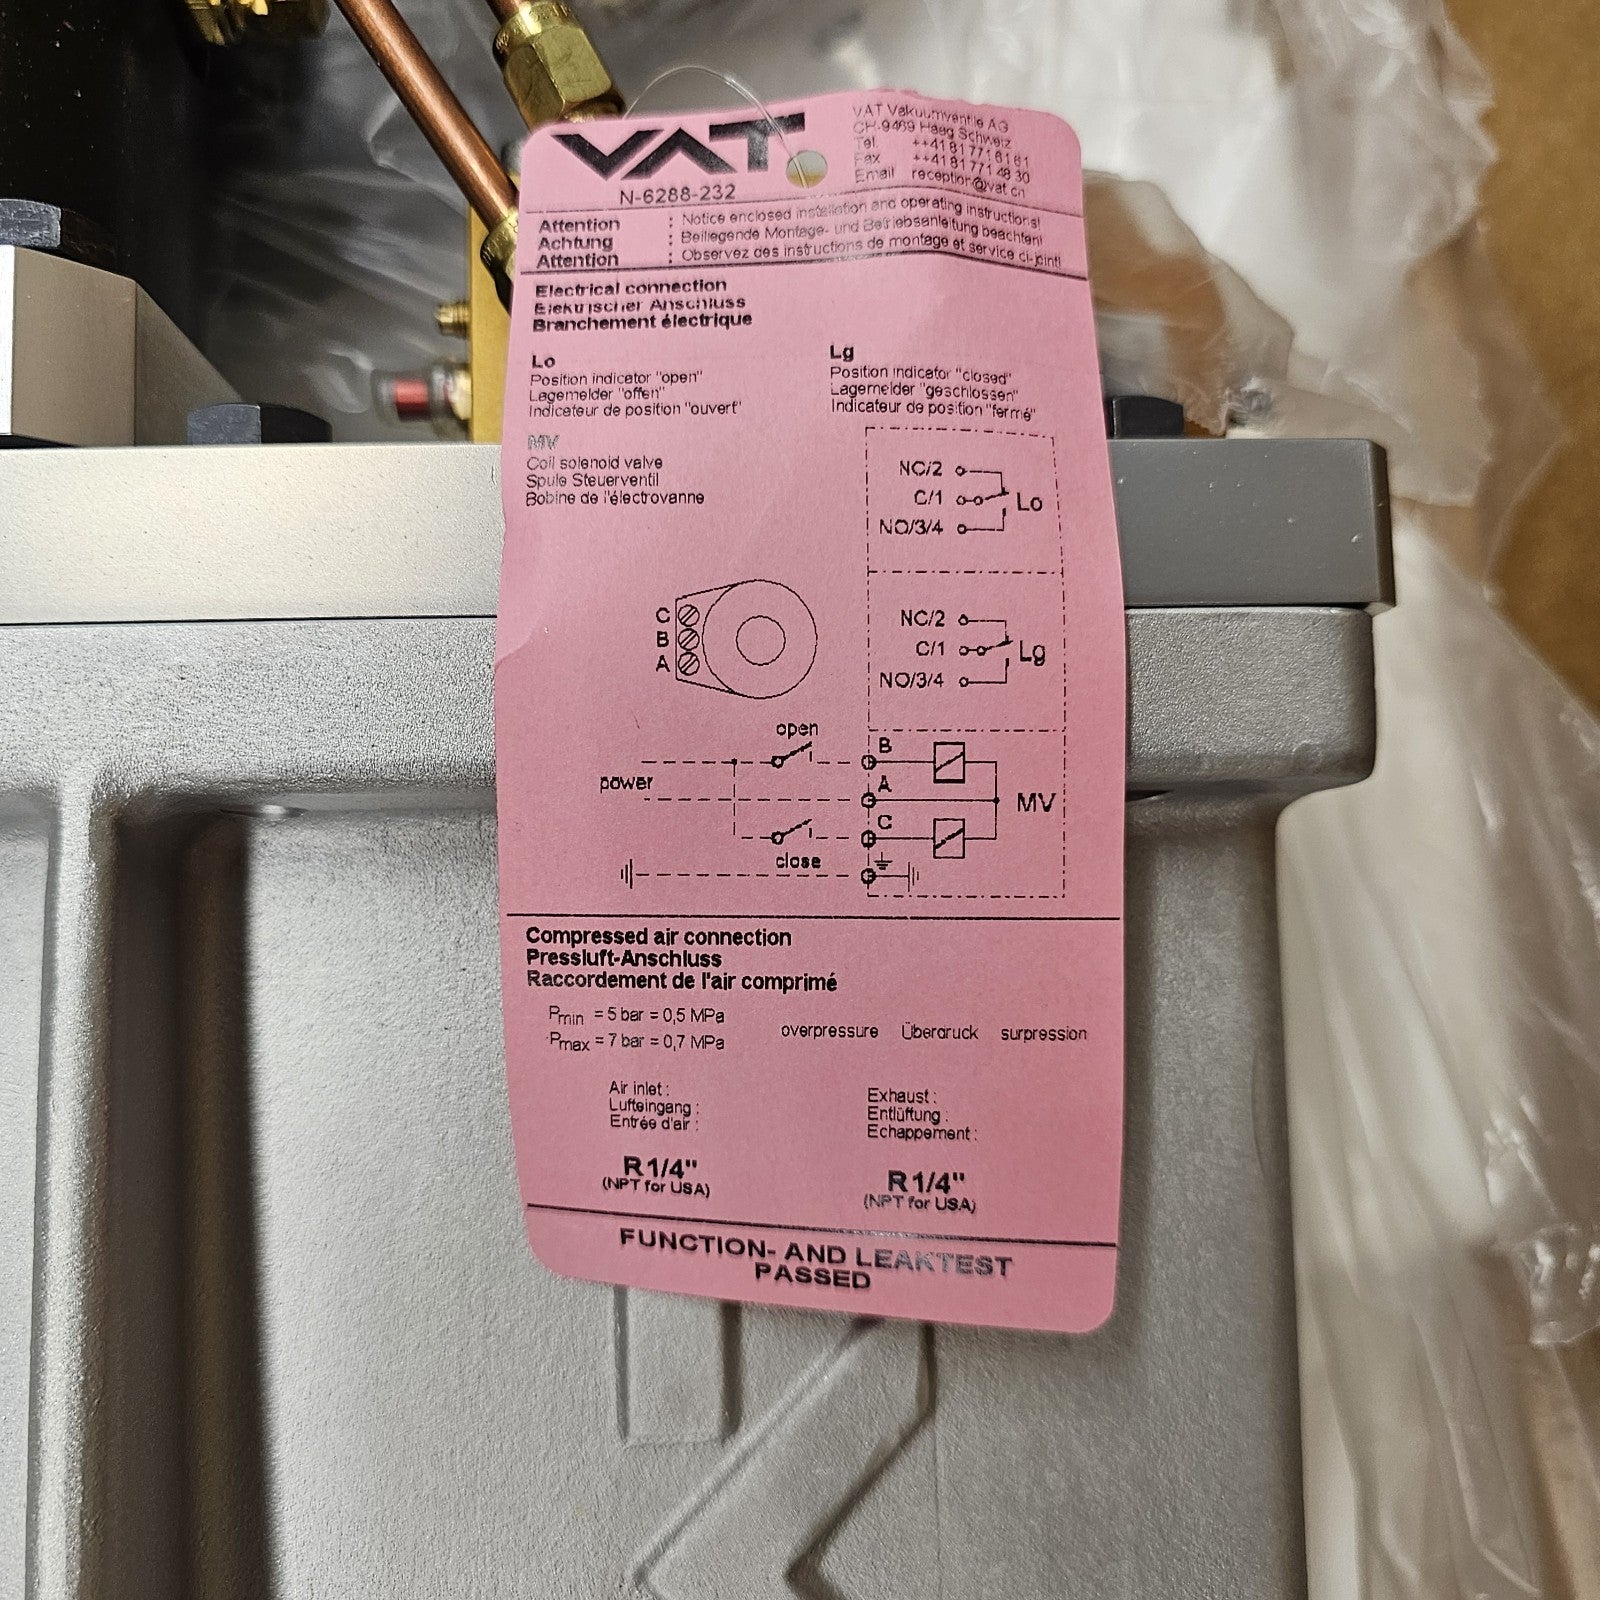 VAT
N-6288-232
VAT Vakuumventile AG
CH-9469 Haag Schweiz
Tel. ++41 81 771 61 61
Fax ++41 81 771 48 30
Email reception@vat.ch
Attention : Notice enclosed installation and operating instructions!
Achtung : Beiliegende Montage- und Betriebsanleitung beachten!
Attention : Observez des instructions de montage et service ci-joint!
Electrical connection
Elektrischer Anschluss
Branchement électrique
Lo
Position indicator "open"
Lagemelder "offen"
Indicateur de position "ouvert"
Lg
Position indicator "closed"
Lagemelder "geschlossen"
Indicateur de position "fermé"
MV
Coil solenoid valve
Spule Steuerventil
Bobine de l'électrovanne
NC/2
C/1
Lo
NO/3/4
NC/2
C/1
Lg
NO/3/4
C
B
A
open
B
power
A
MV
C
close
Compressed air connection
Pressluft-Anschluss
Raccordement de l'air comprimé
Pmin = 5 bar = 0,5 MPa
Pmax = 7 bar = 0,7 MPa
overpressure Überdruck surpression
Air inlet :
Lufteingang :
Entrée d'air :
R 1/4"
(NPT for USA)
Exhaust :
Entlüftung :
Echappement :
R 1/4"
(NPT for USA)
FUNCTION- AND LEAKTEST
PASSED